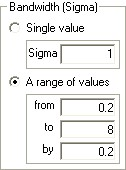 Bandwidth (Sigma)
Single value
Sigma 1
A range of values
from 0.2
to 8
by 0.2